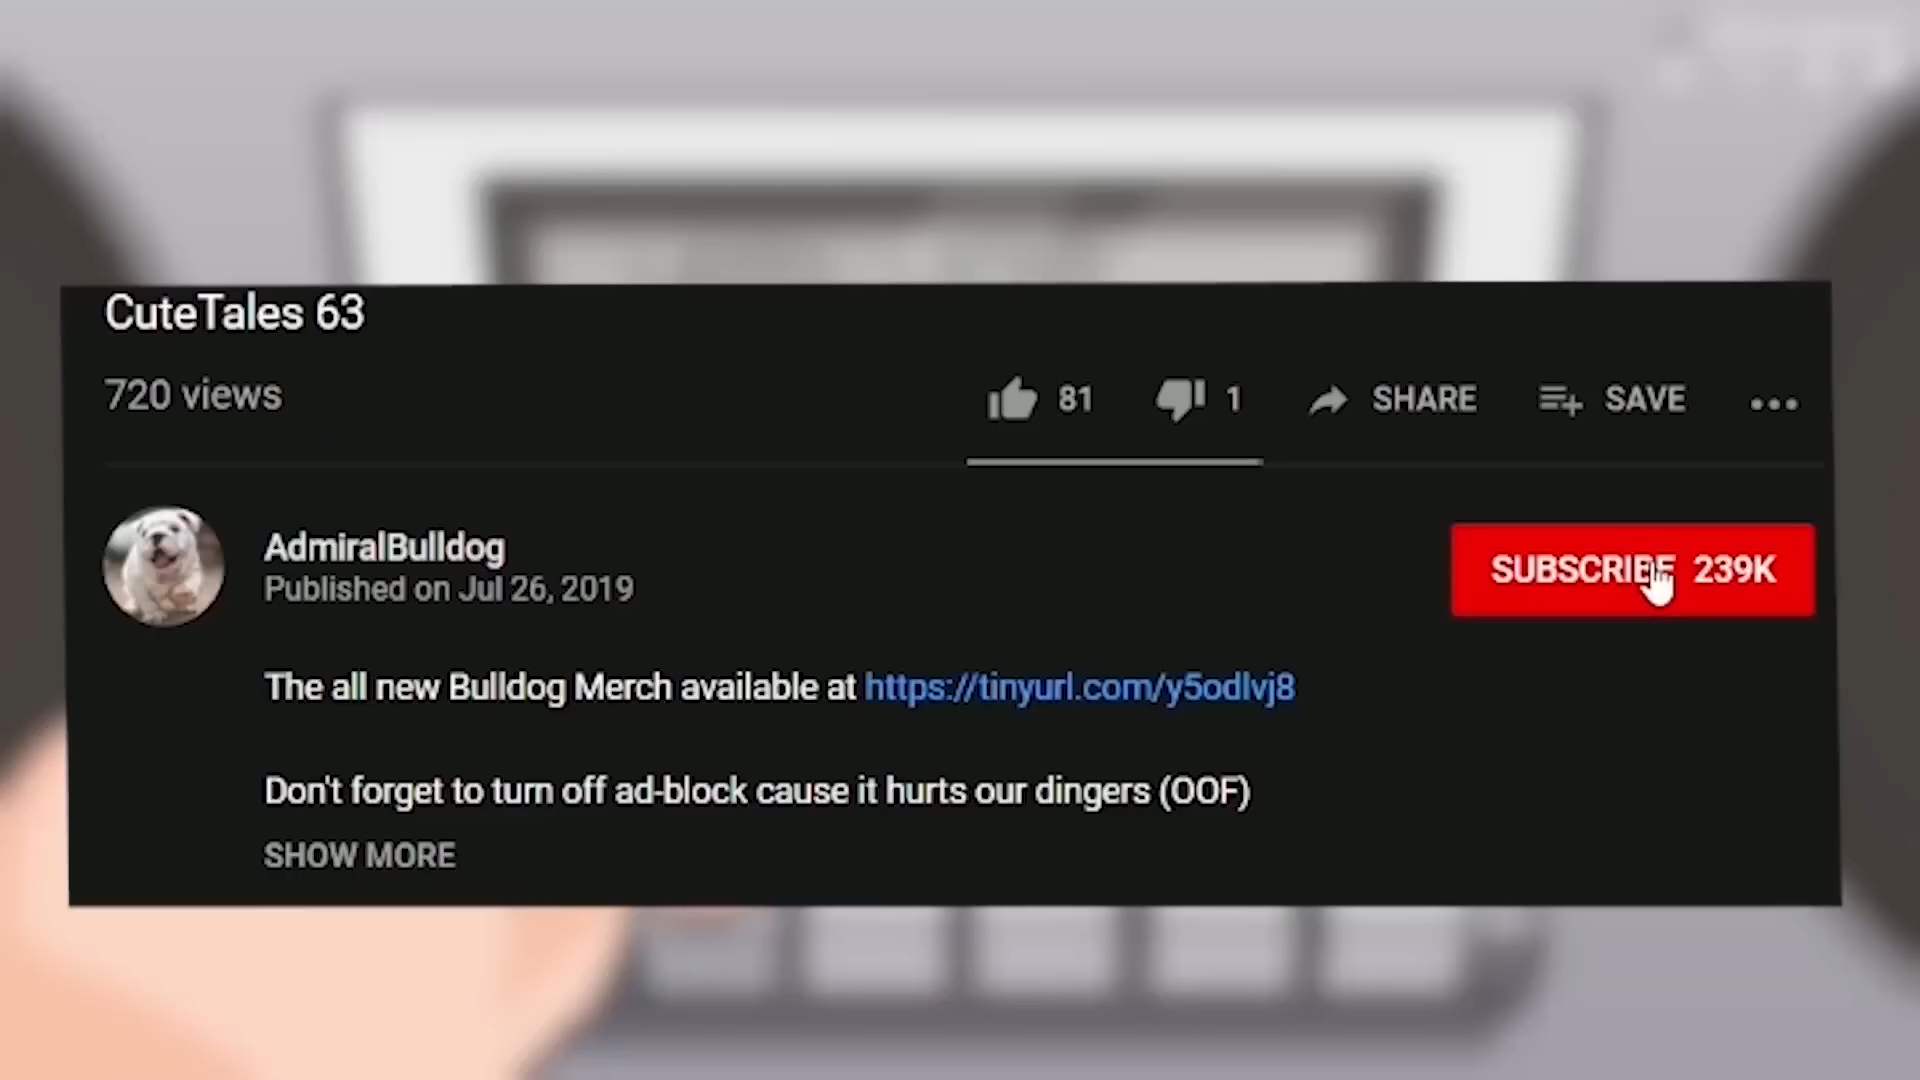 CuteTales 63
720 views
81 1 SHARE SAVE
AdmiralBulldog
SUBSCRIBE 239K
Published on Jul 26, 2019
The all new Bulldog Merch available at https://tinyurl.com/y5odlvj8
Don't forget to turn off ad-block cause it hurts our dingers (OOF)
SHOW MORE